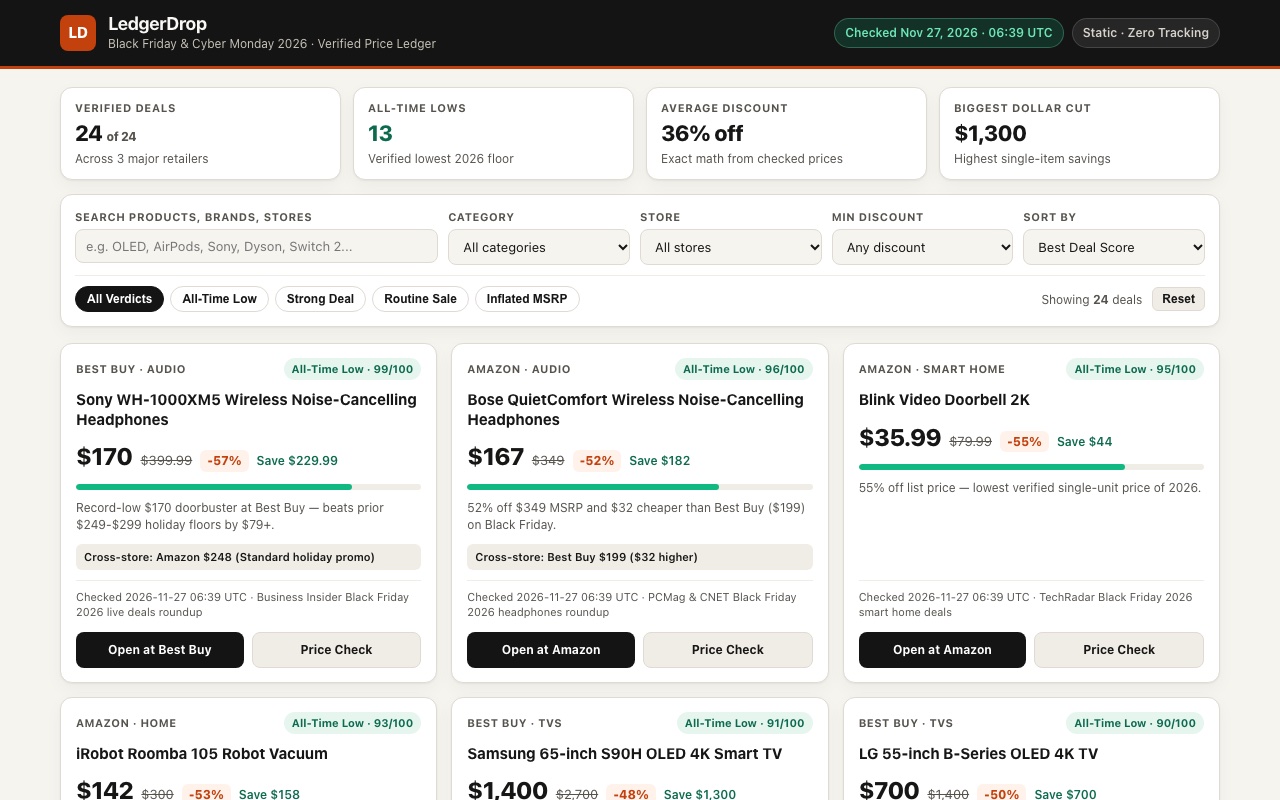 LD
LedgerDrop
Black Friday & Cyber Monday 2026 · Verified Price Ledger
Checked Nov 27, 2026 · 06:39 UTC
Static · Zero Tracking
VERIFIED DEALS
24 of 24
Across 3 major retailers
ALL-TIME LOWS
13
Verified lowest 2026 floor
AVERAGE DISCOUNT
36% off
Exact math from checked prices
BIGGEST DOLLAR CUT
$1,300
Highest single-item savings
SEARCH PRODUCTS, BRANDS, STORES
e.g. OLED, AirPods, Sony, Dyson, Switch 2...
CATEGORY
All categories
STORE
All stores
MIN DISCOUNT
Any discount
SORT BY
Best Deal Score
All Verdicts
All-Time Low
Strong Deal
Routine Sale
Inflated MSRP
Showing 24 deals
Reset
BEST BUY · AUDIO
All-Time Low · 99/100
Sony WH-1000XM5 Wireless Noise-Cancelling
Headphones
$170 $399.99 -57% Save $229.99
Record-low $170 doorbuster at Best Buy — beats prior
$249-$299 holiday floors by $79+.
Cross-store: Amazon $248 (Standard holiday promo)
Checked 2026-11-27 06:39 UTC · Business Insider Black Friday
2026 live deals roundup
Open at Best Buy
Price Check
AMAZON · AUDIO
All-Time Low · 96/100
Bose QuietComfort Wireless Noise-Cancelling
Headphones
$167 $349 -52% Save $182
52% off $349 MSRP and $32 cheaper than Best Buy ($199)
on Black Friday.
Cross-store: Best Buy $199 ($32 higher)
Checked 2026-11-27 06:39 UTC · PCMag & CNET Black Friday
2026 headphones roundup
Open at Amazon
Price Check
AMAZON · SMART HOME
All-Time Low · 95/100
Blink Video Doorbell 2K
$35.99 $79.99 -55% Save $44
55% off list price — lowest verified single-unit price of 2026.
Checked 2026-11-27 06:39 UTC · TechRadar Black Friday 2026
smart home deals
Open at Amazon
Price Check
AMAZON · HOME
All-Time Low · 93/100
iRobot Roomba 105 Robot Vacuum
$142 $300 -53% Save $158
BEST BUY · TVS
All-Time Low · 91/100
Samsung 65-inch S90H OLED 4K Smart TV
$1,400 $2,700 -48% Save $1,300
BEST BUY · TVS
All-Time Low · 90/100
LG 55-inch B-Series OLED 4K TV
$700 $1,400 -50% Save $700